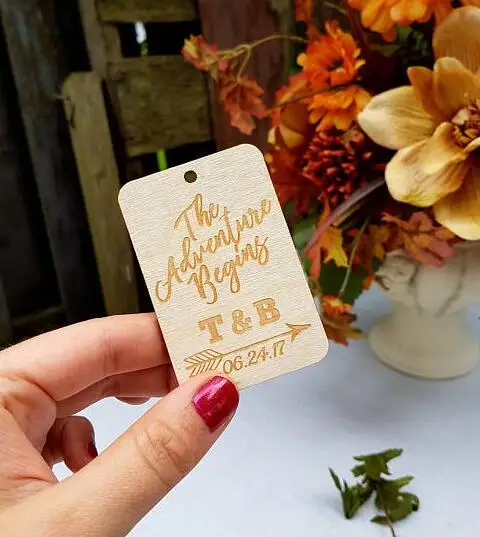 The
Adventure
Begins
T & B
06.24.17